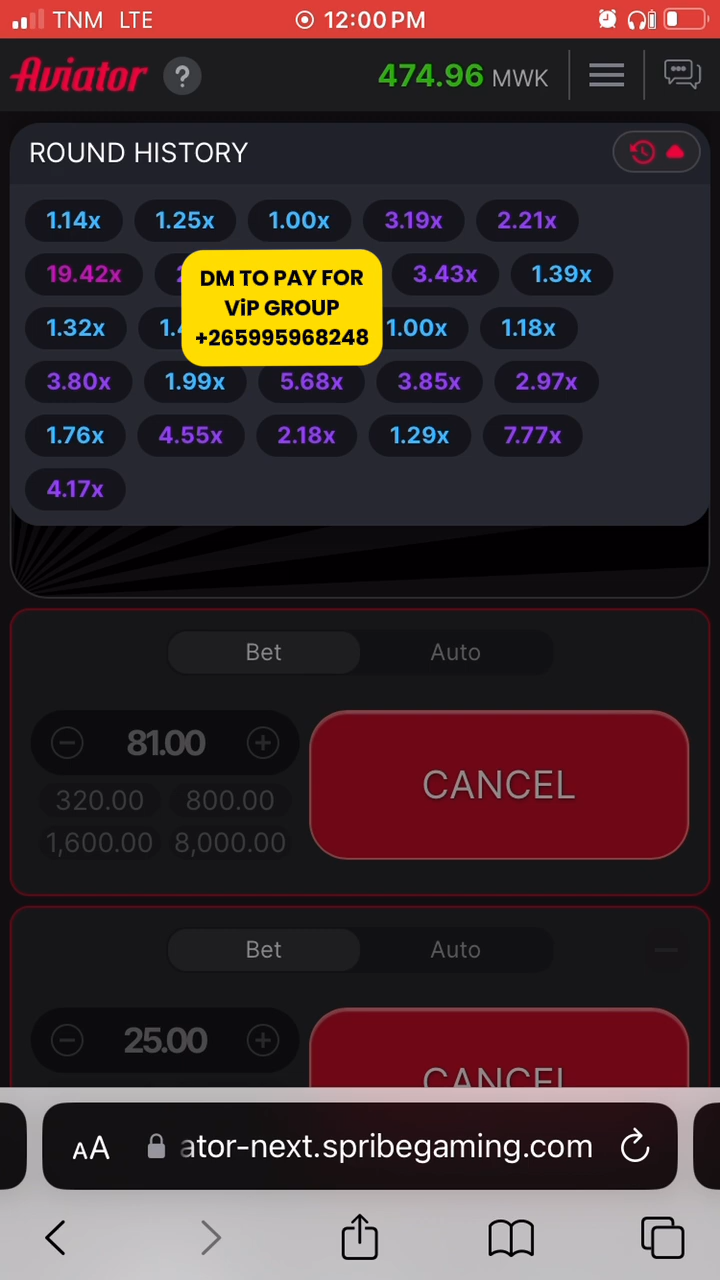 TNM LTE 12:00 PM
Aviator ? 474.96 MWK
ROUND HISTORY
1.14x 1.25x 1.00x 3.19x 2.21x
19.42x 3.43x 1.39x
DM TO PAY FOR
ViP GROUP
+265995968248
1.32x 1.00x 1.18x
3.80x 1.99x 5.68x 3.85x 2.97x
1.76x 4.55x 2.18x 1.29x 7.77x
4.17x
Bet Auto
81.00
CANCEL
320.00 800.00
1,600.00 8,000.00
Bet Auto
25.00
CANCEL
AA ator-next.spribegaming.com